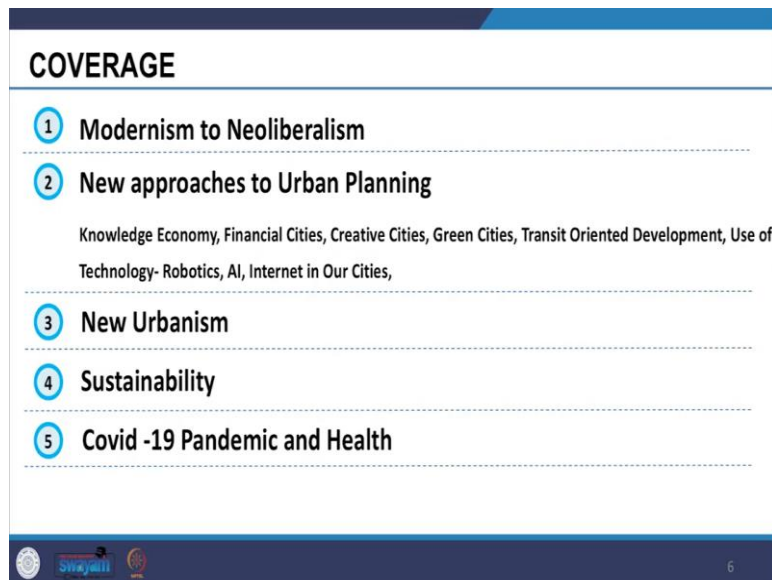 COVERAGE
1 Modernism to Neoliberalism
2 New approaches to Urban Planning
Knowledge Economy, Financial Cities, Creative Cities, Green Cities, Transit Oriented Development, Use of
Technology- Robotics, AI, Internet in Our Cities,
3 New Urbanism
4 Sustainability
5 Covid -19 Pandemic and Health
swayam
6